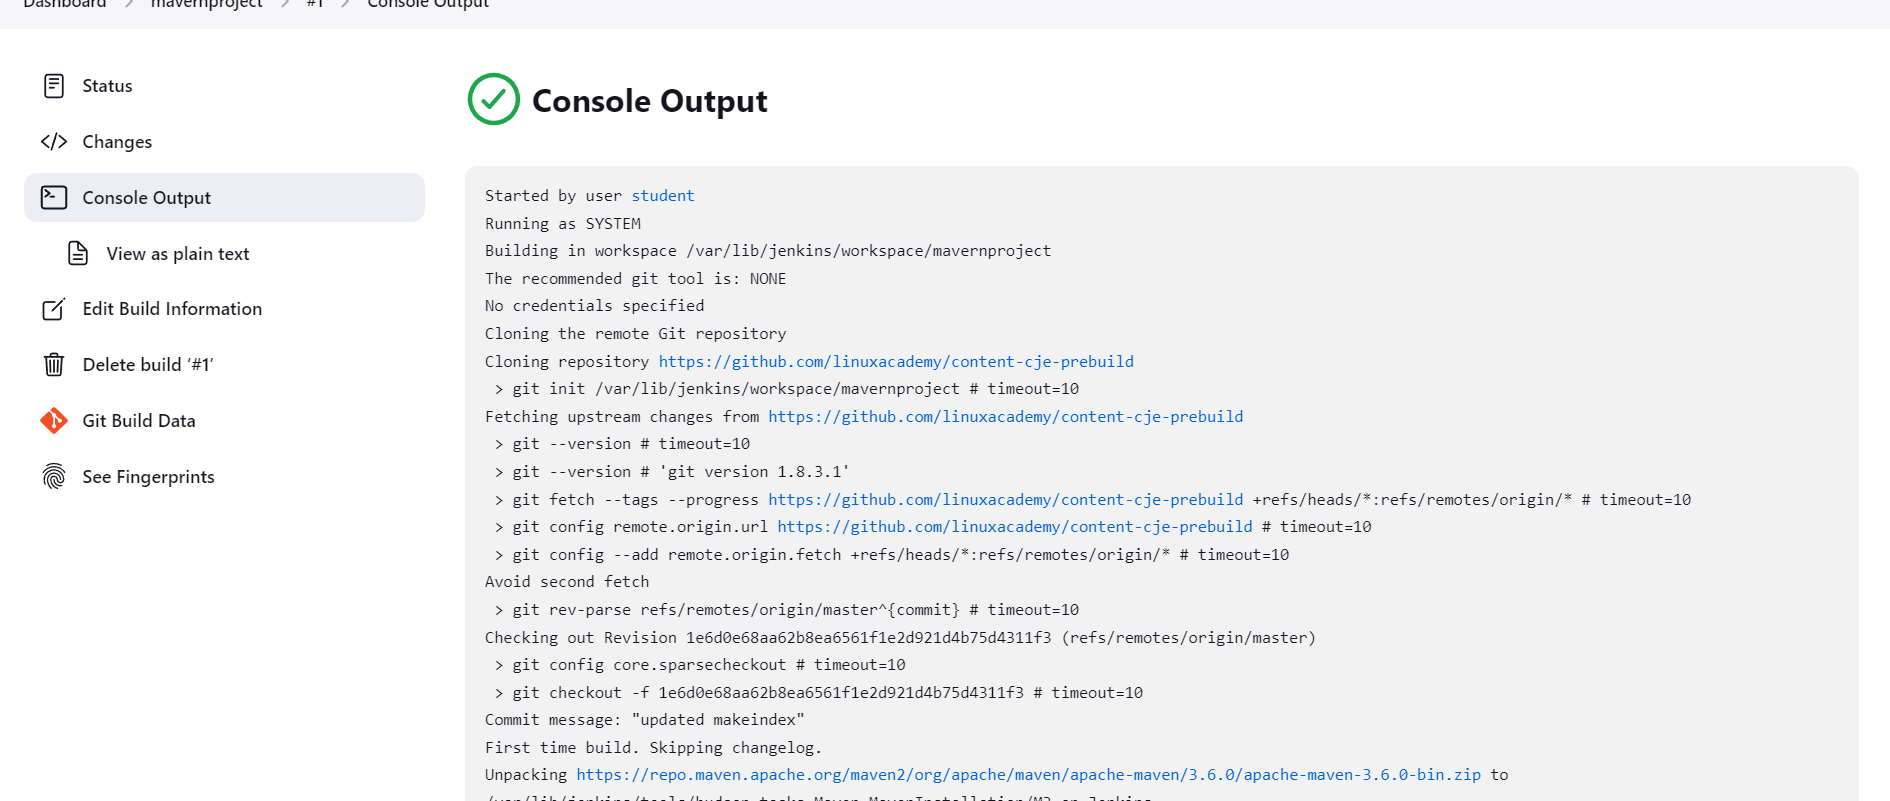 Dashboard > mavernproject > #1 > Console Output
Status
Changes
Console Output
View as plain text
Edit Build Information
Delete build ‘#1’
Git Build Data
See Fingerprints
Console Output
Started by user student
Running as SYSTEM
Building in workspace /var/lib/jenkins/workspace/mavernproject
The recommended git tool is: NONE
No credentials specified
Cloning the remote Git repository
Cloning repository https://github.com/linuxacademy/content-cje-prebuild
> git init /var/lib/jenkins/workspace/mavernproject # timeout=10
Fetching upstream changes from https://github.com/linuxacademy/content-cje-prebuild
> git --version # timeout=10
> git --version # 'git version 1.8.3.1'
> git fetch --tags --progress https://github.com/linuxacademy/content-cje-prebuild +refs/heads/*:refs/remotes/origin/* # timeout=10
> git config remote.origin.url https://github.com/linuxacademy/content-cje-prebuild # timeout=10
> git config --add remote.origin.fetch +refs/heads/*:refs/remotes/origin/* # timeout=10
Avoid second fetch
> git rev-parse refs/remotes/origin/master^{commit} # timeout=10
Checking out Revision 1e6d0e68aa62b8ea6561f1e2d921d4b75d4311f3 (refs/remotes/origin/master)
> git config core.sparsecheckout # timeout=10
> git checkout -f 1e6d0e68aa62b8ea6561f1e2d921d4b75d4311f3 # timeout=10
Commit message: "updated makeindex"
First time build. Skipping changelog.
Unpacking https://repo.maven.apache.org/maven2/org/apache/maven/apache-maven/3.6.0/apache-maven-3.6.0-bin.zip to